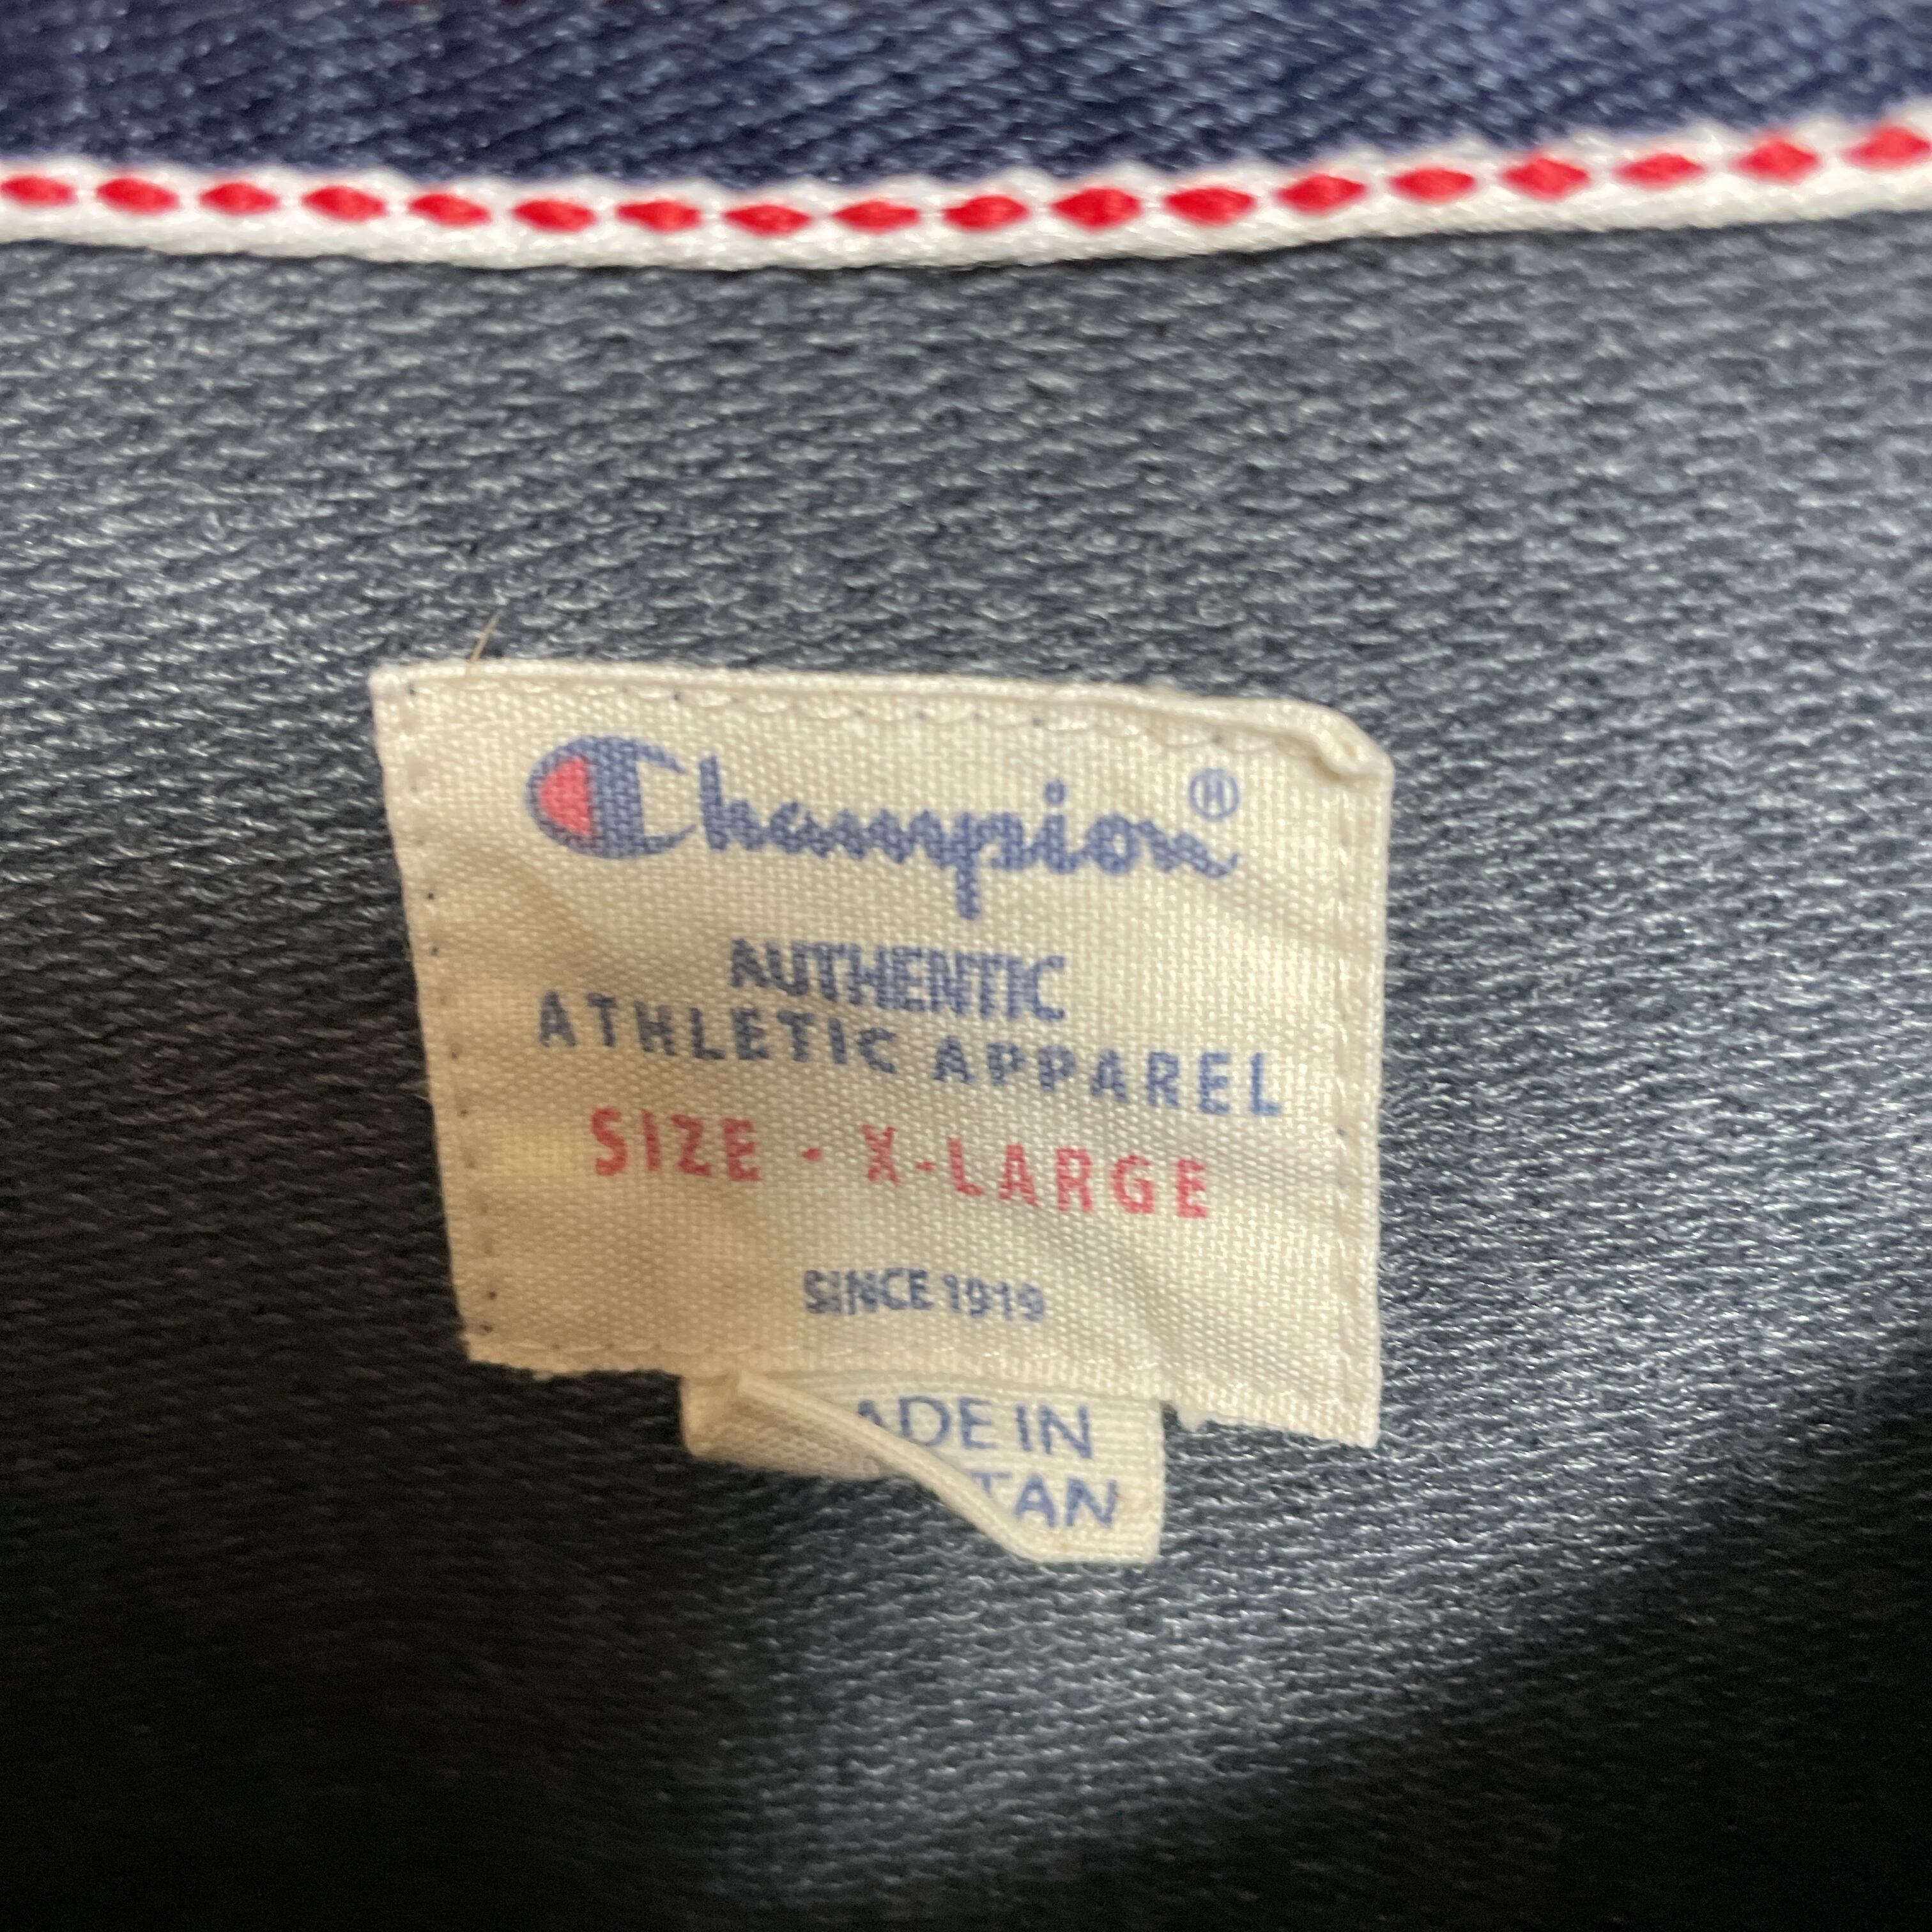 Champion®
AUTHENTIC
ATHLETIC APPAREL
SIZE - X-LARGE
SINCE 1919
ADE IN
TAN